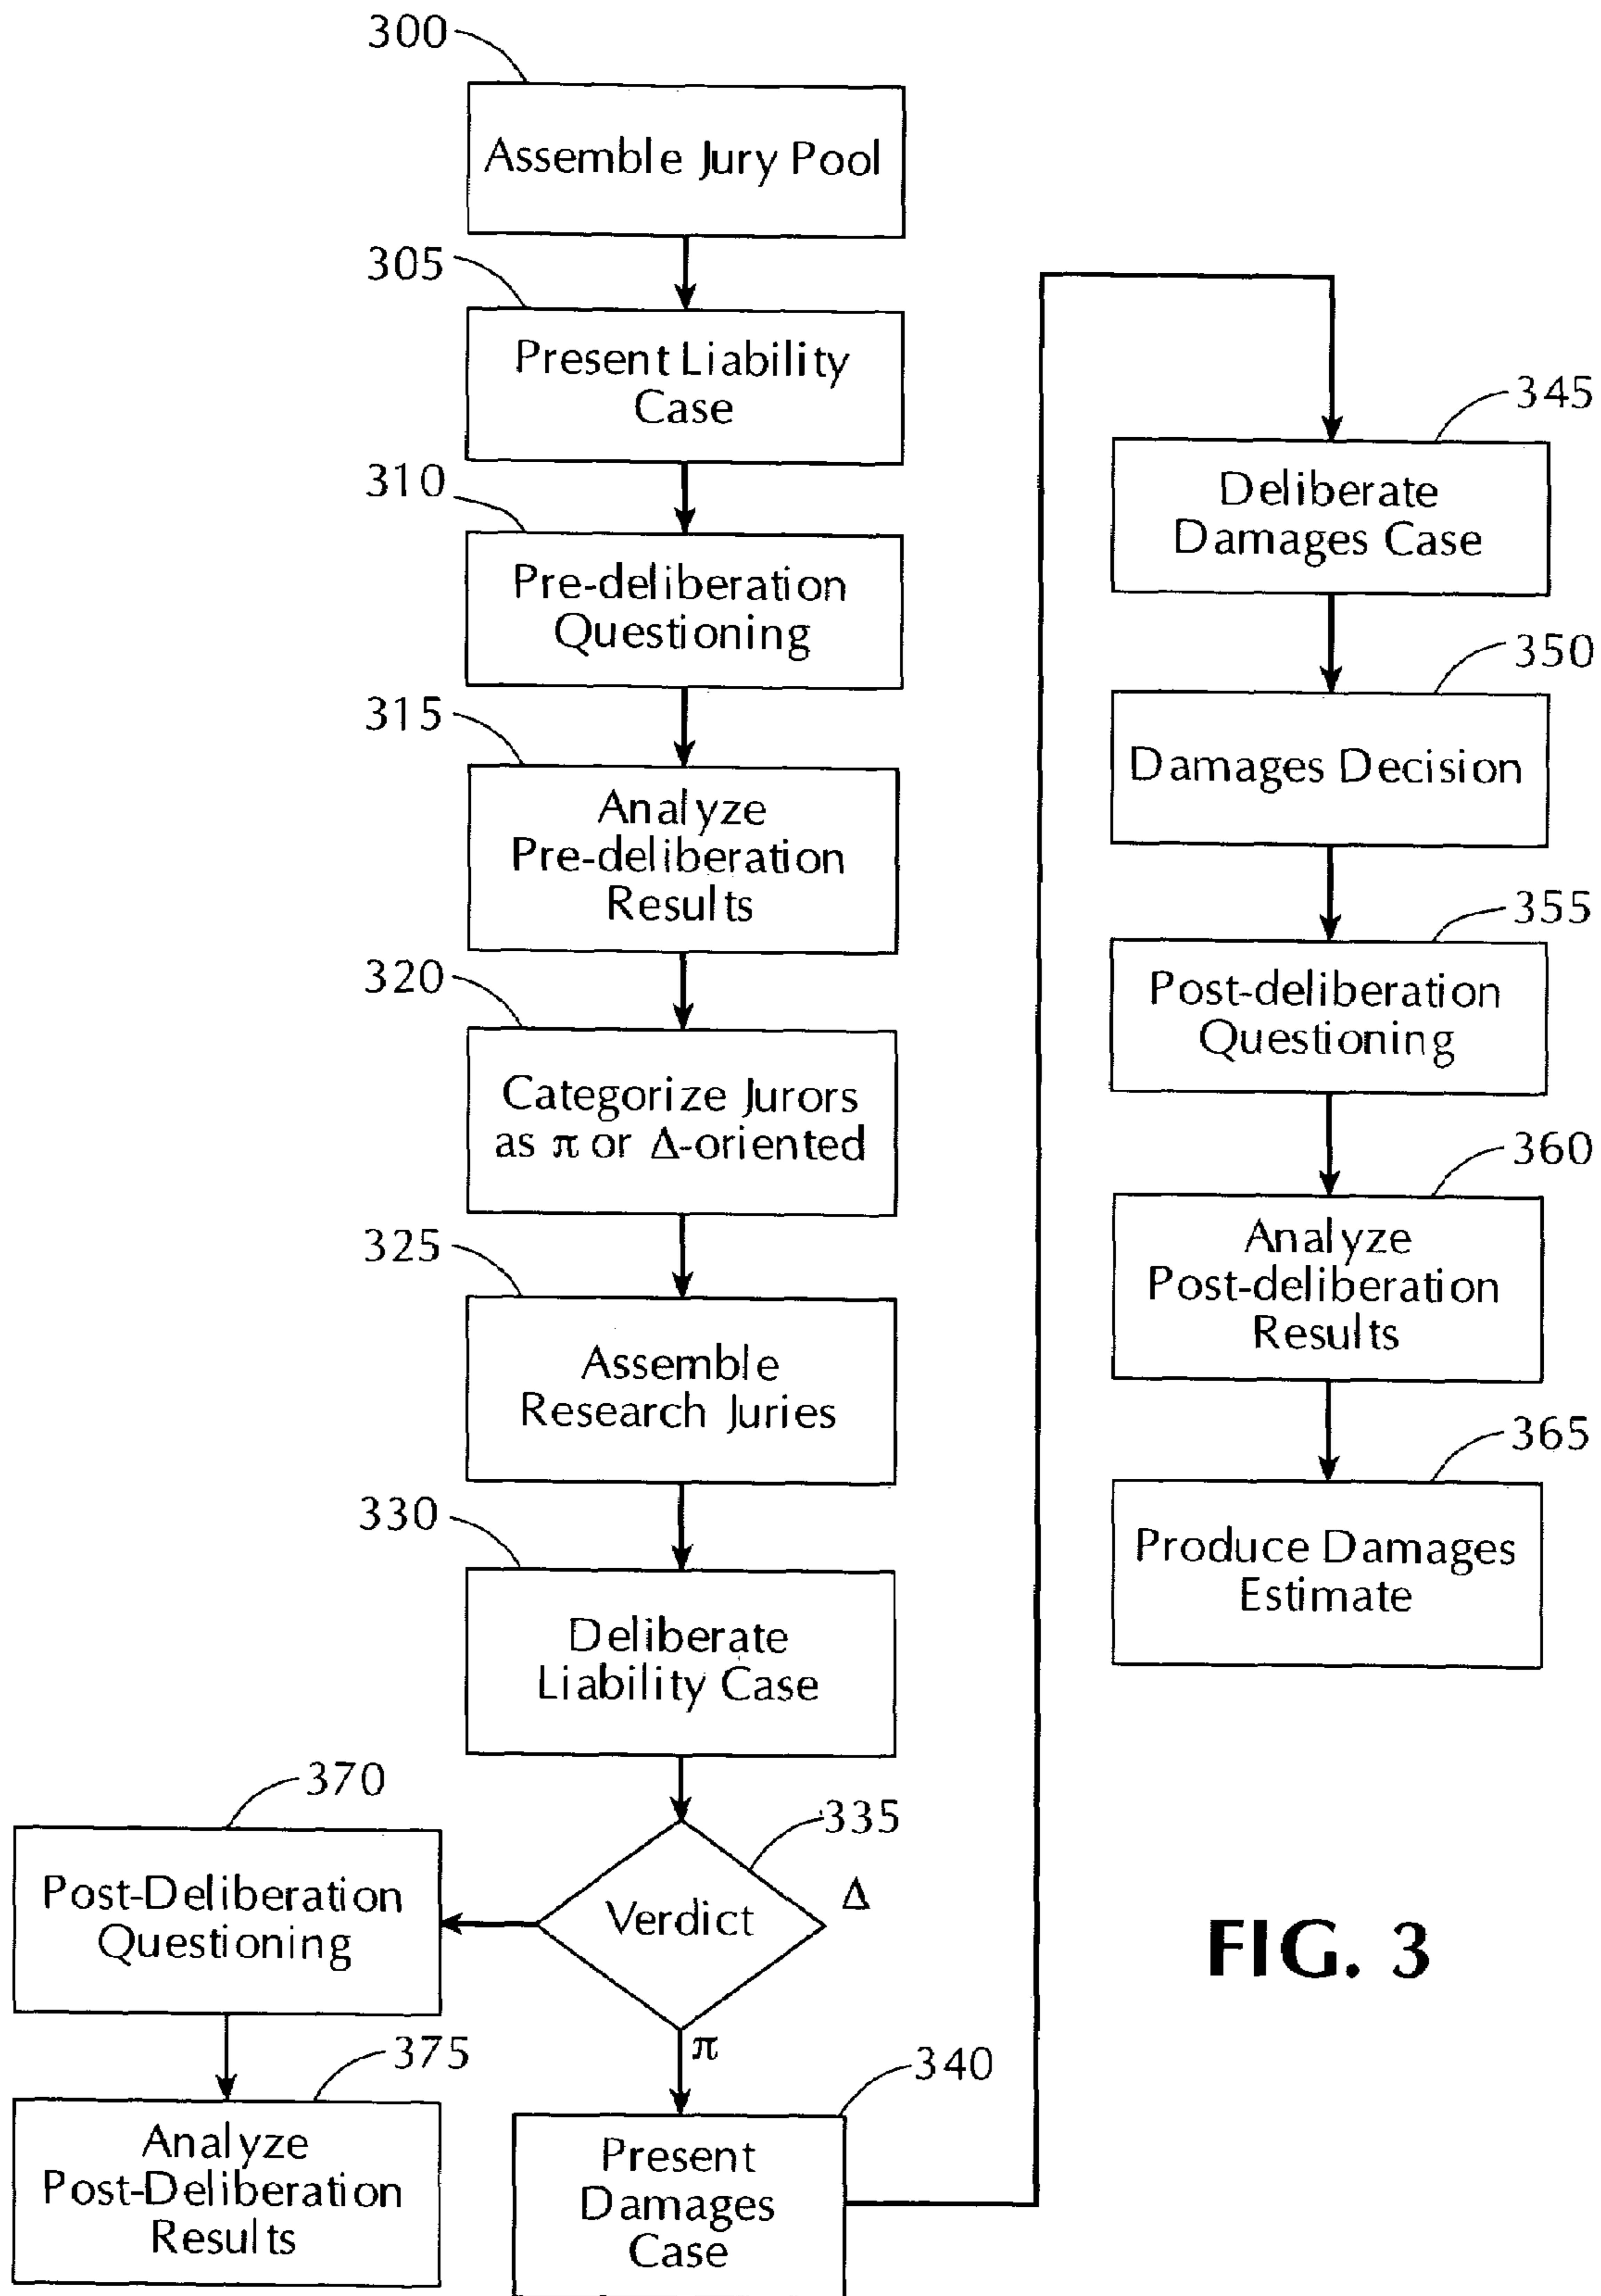 300
Assemble Jury Pool
305
Present Liability
Case
310
Pre-deliberation
Questioning
315
Analyze
Pre-deliberation
Results
320
Categorize Jurors
as π or Δ-oriented
325
Assemble
Research Juries
330
Deliberate
Liability Case
335
Verdict
Δ
π
370
Post-Deliberation
Questioning
375
Analyze
Post-Deliberation
Results
340
Present
Damages
Case
345
Deliberate
Damages Case
350
Damages Decision
355
Post-deliberation
Questioning
360
Analyze
Post-deliberation
Results
365
Produce Damages
Estimate
FIG. 3